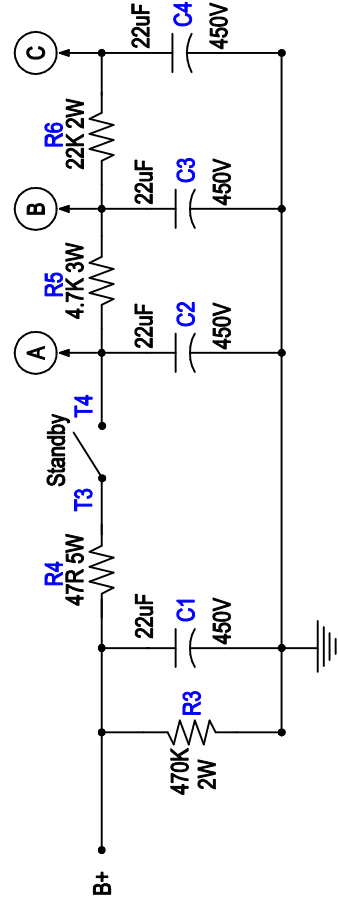 B+
470K
2W
R3
22uF
C1
450V
R4
47R 5W
T3
Standby
T4
A
22uF
C2
450V
R5
4.7K 3W
B
22uF
C3
450V
R6
22K 2W
C
22uF
C4
450V